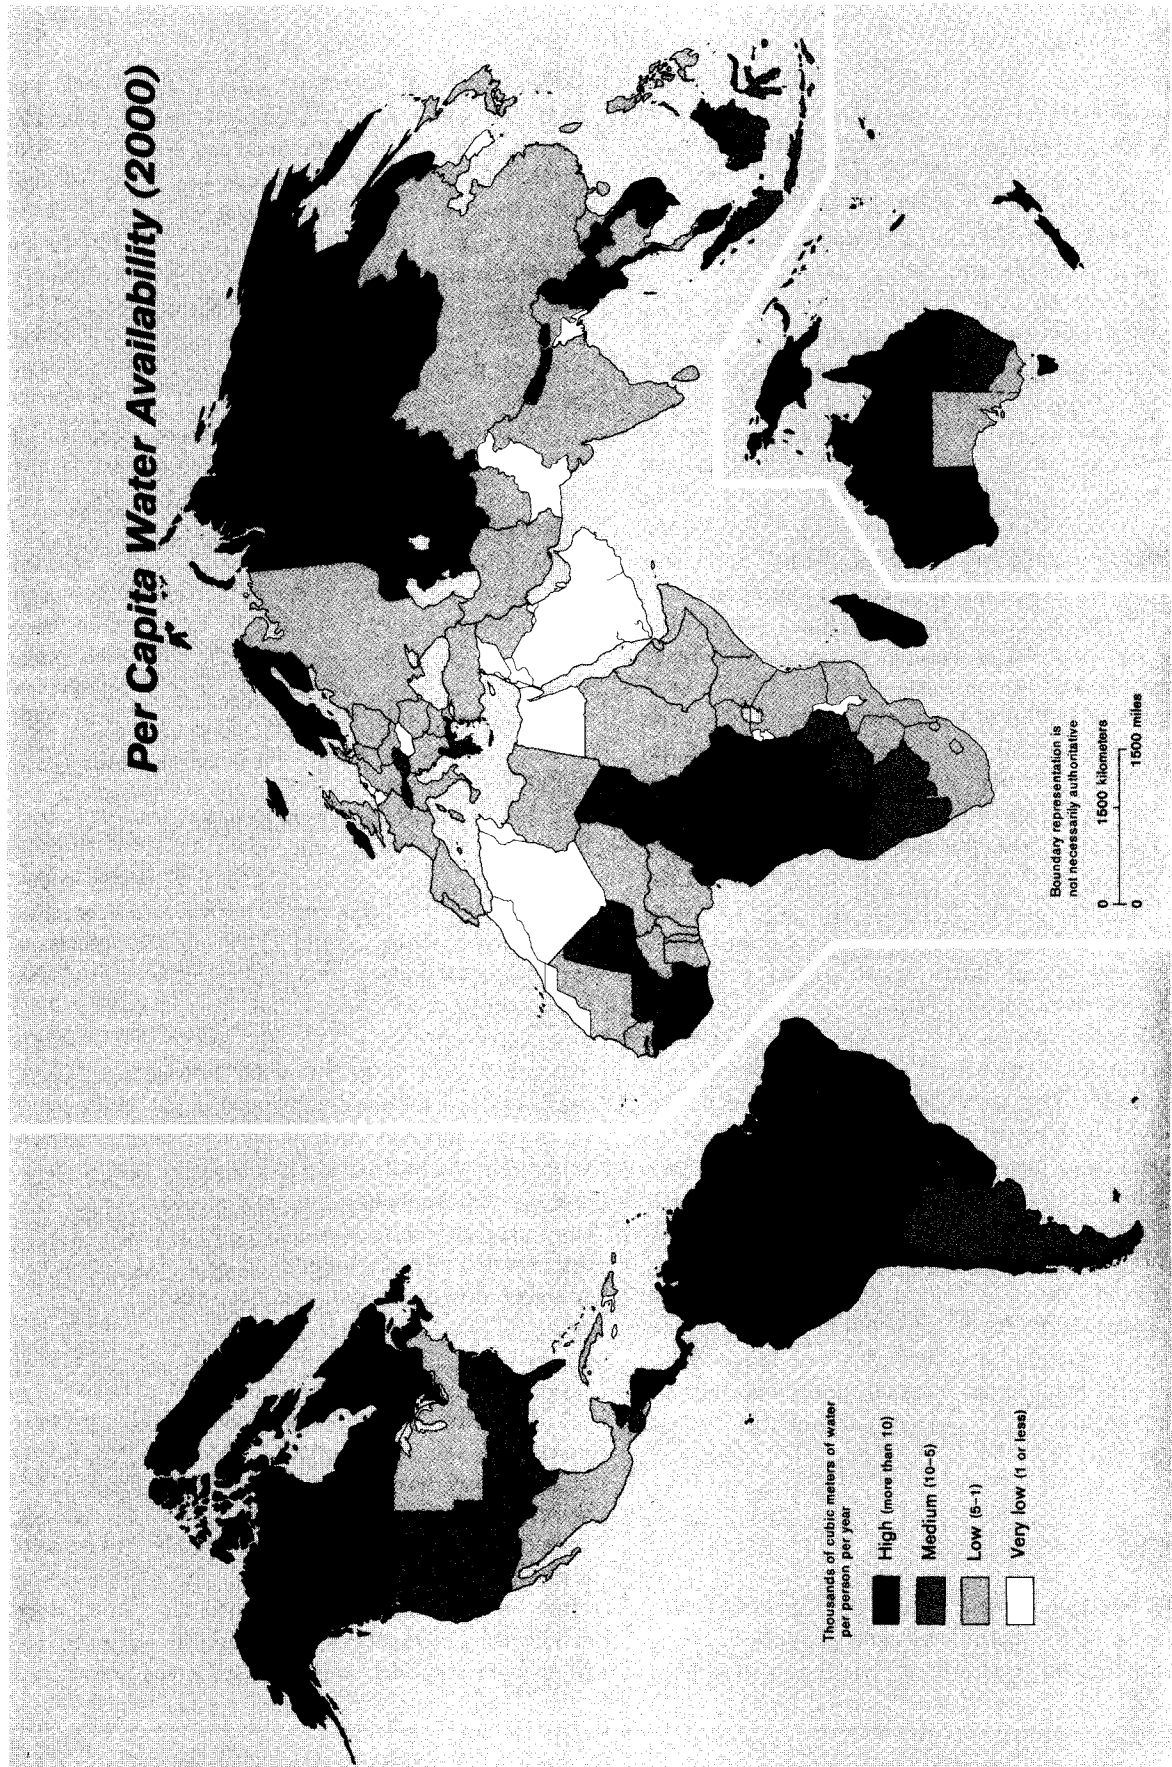 Per Capita Water Availability (2000)
Thousands of cubic meters of water
per person per year
High (more than 10)
Medium (10–5)
Low (5–1)
Very low (1 or less)
Boundary representation is
not necessarily authoritative
0 1500 kilometers
0 1500 miles